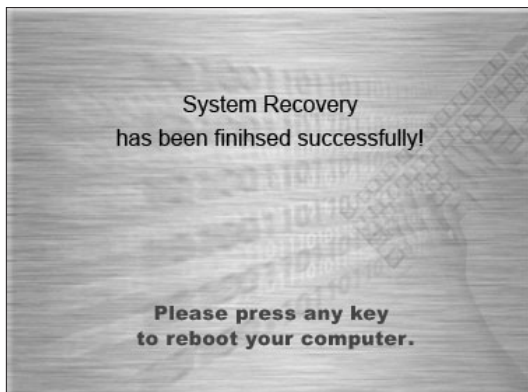 System Recovery
has been finihsed successfully!
Please press any key
to reboot your computer.